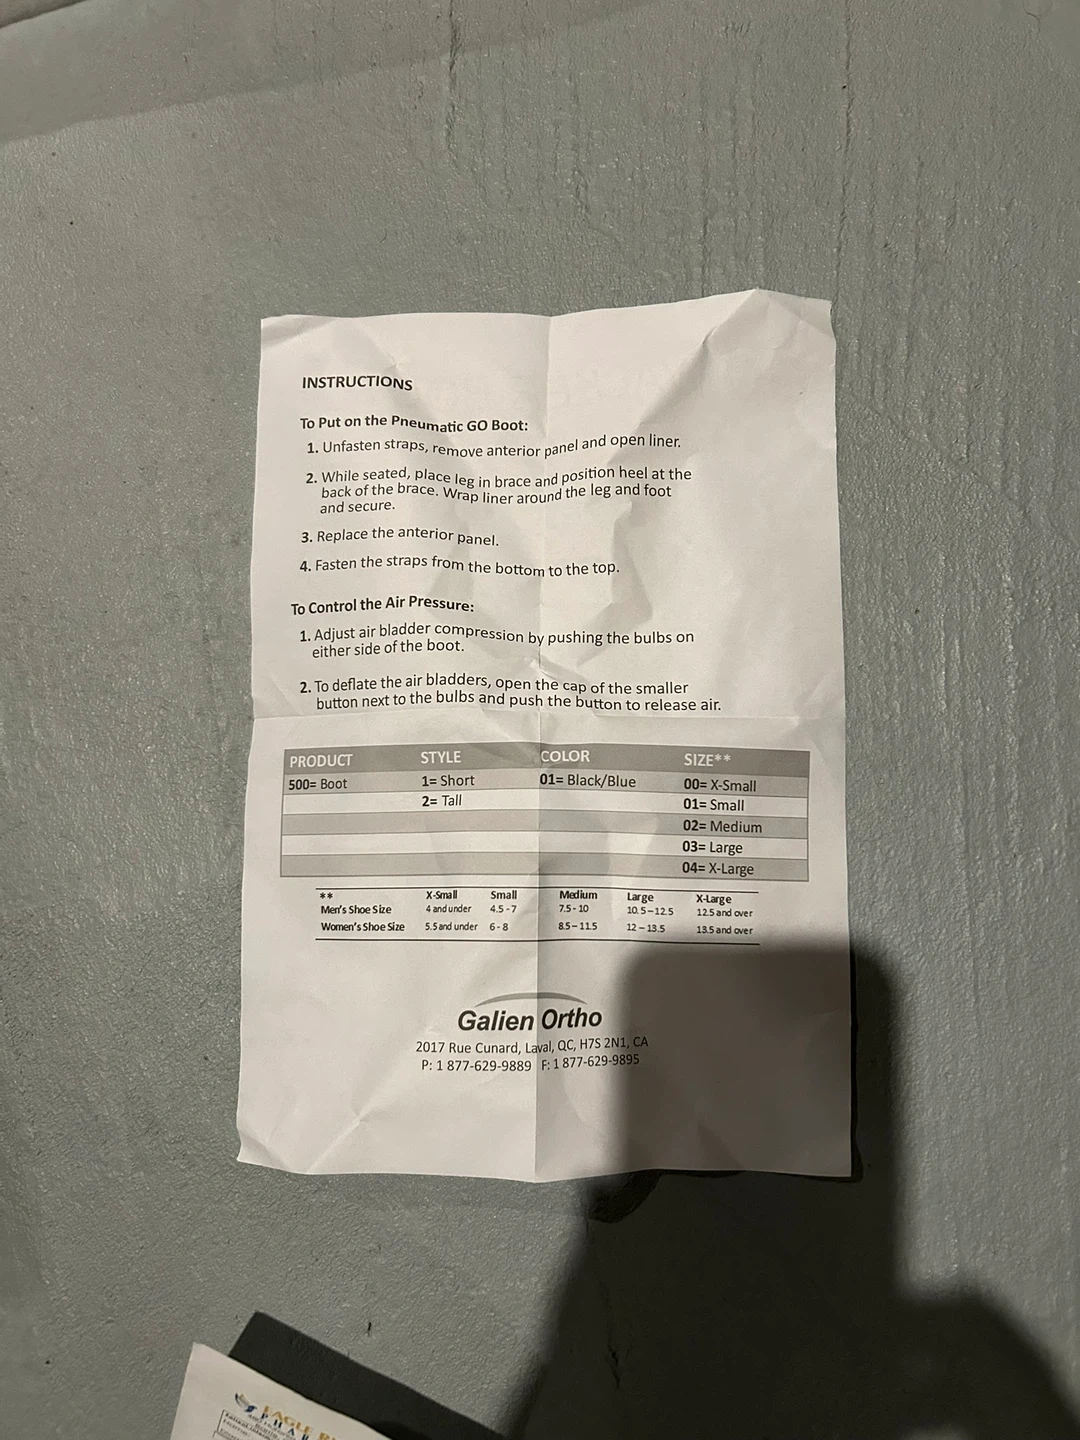 INSTRUCTIONS
To Put on the Pneumatic GO Boot:
1. Unfasten straps, remove anterior panel and open liner.
2. While seated, place leg in brace and position heel at the
back of the brace. Wrap liner around the leg and foot
and secure.
3. Replace the anterior panel.
4. Fasten the straps from the bottom to the top.
To Control the Air Pressure:
1. Adjust air bladder compression by pushing the bulbs on
either side of the boot.
2. To deflate the air bladders, open the cap of the smaller
button next to the bulbs and push the button to release air.
PRODUCT STYLE COLOR SIZE**
500= Boot 1= Short 01= Black/Blue 00= X-Small
2= Tall 01= Small
02= Medium
03= Large
04= X-Large
** X-Small Small Medium Large X-Large
Men's Shoe Size 4 and under 4.5 - 7 7.5 - 10 10.5 – 12.5 12.5 and over
Women's Shoe Size 5.5 and under 6 - 8 8.5 – 11.5 12 – 13.5 13.5 and over
Galien Ortho
2017 Rue Cunard, Laval, QC, H7S 2N1, CA
P: 1 877-629-9889 F: 1 877-629-9895
EAGLE